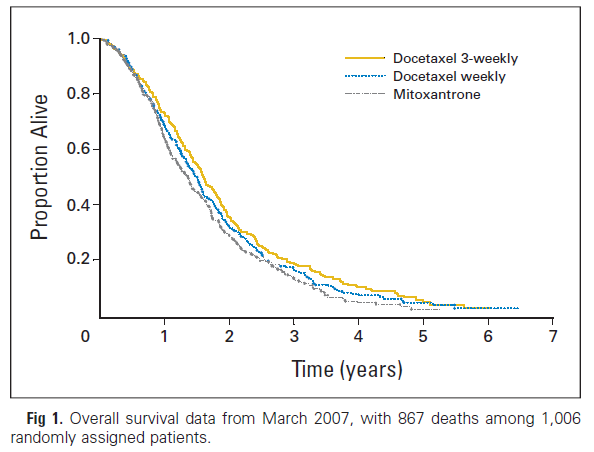 1.0
0.8
0.6
0.4
0.2
0
Proportion Alive
Docetaxel 3-weekly
Docetaxel weekly
Mitoxantrone
1 2 3 4 5 6 7
Time (years)
Fig 1. Overall survival data from March 2007, with 867 deaths among 1,006
randomly assigned patients.